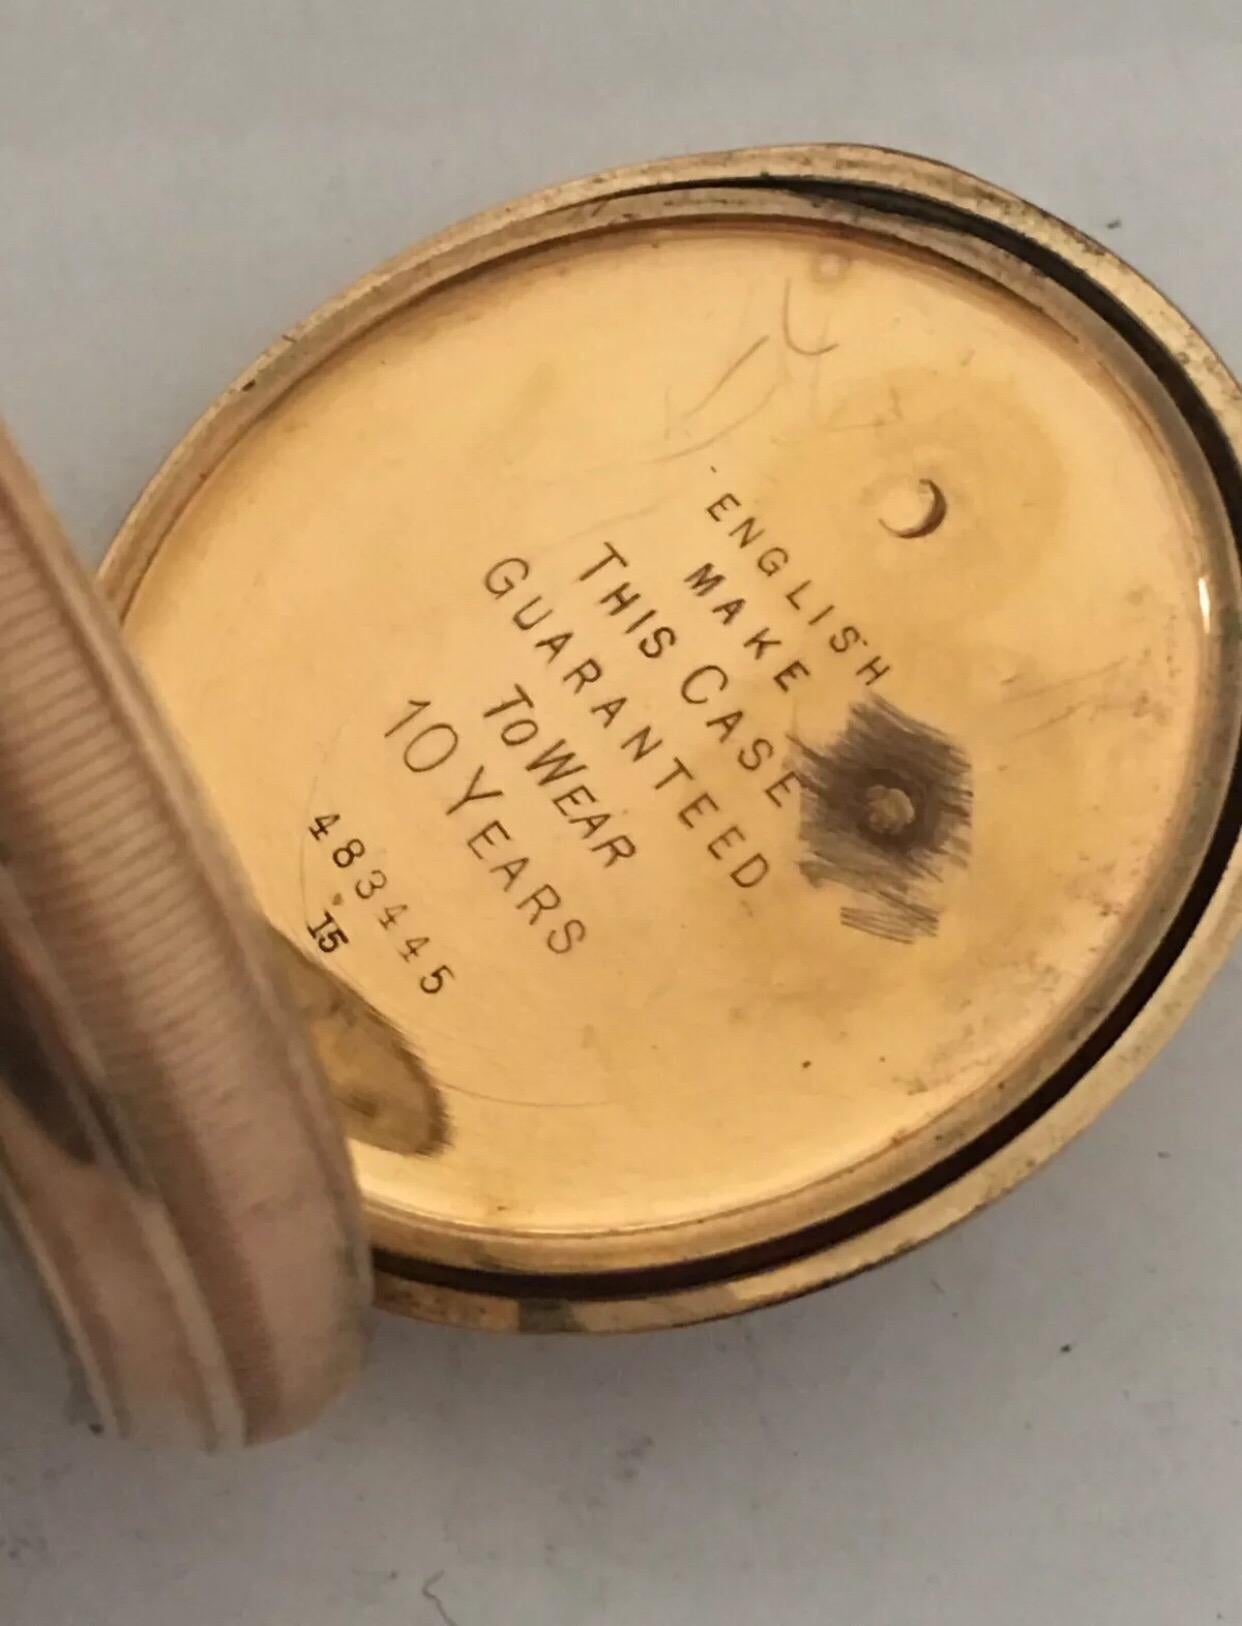 ENGLISH
MAKE
THIS CASE
GUARANTEED
TO WEAR
10 YEARS
483445
15